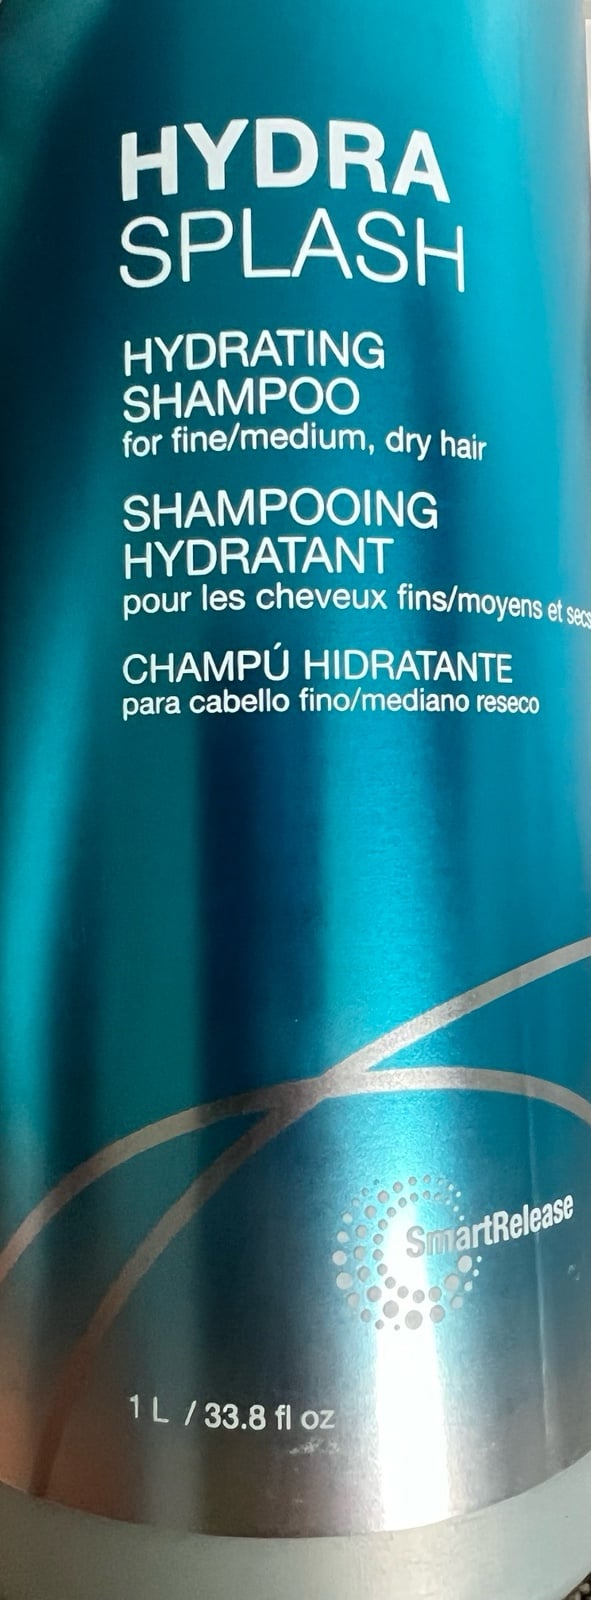 HYDRA
SPLASH
HYDRATING
SHAMPOO
for fine/medium, dry hair
SHAMPOOING
HYDRATANT
pour les cheveux fins/moyens et secs
CHAMPÚ HIDRATANTE
para cabello fino/mediano reseco
SmartRelease
1 L / 33.8 fl oz